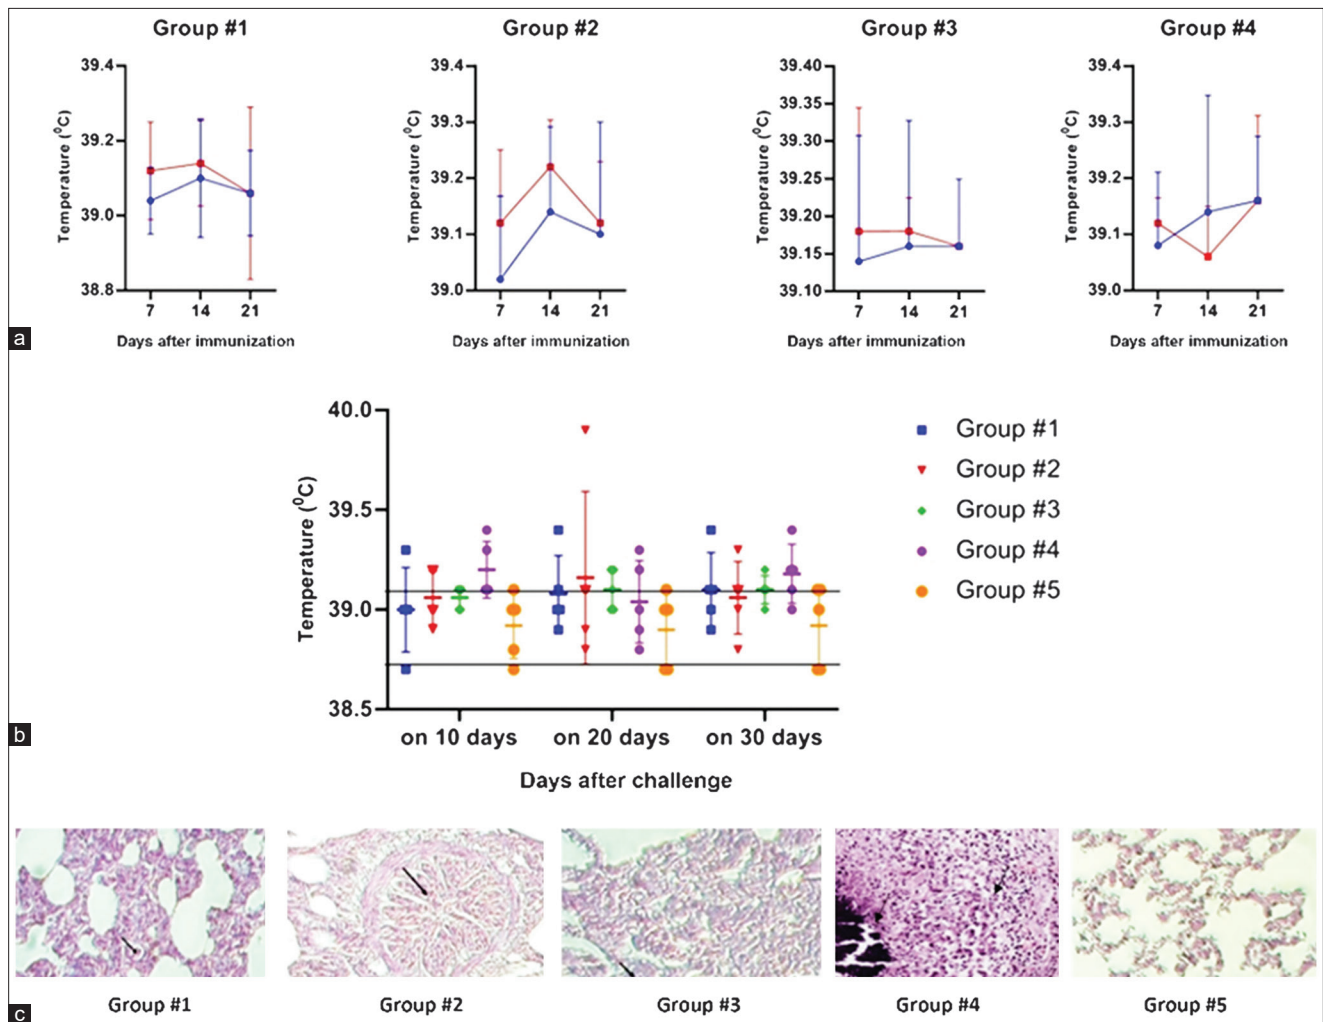 Group #1
Group #2
Group #3
Group #4
39.4
39.2
39.0
38.8
Temperature (⁰C)
7 14 21
Days after immunization
39.4
39.3
39.2
39.1
39.0
Temperature (⁰C)
7 14 21
Days after immunization
39.40
39.35
39.30
39.25
39.20
39.15
39.10
Temperature (⁰C)
7 14 21
Days after immunization
39.4
39.3
39.2
39.1
39.0
Temperature (⁰C)
7 14 21
Days after immunization
a
40.0
39.5
39.0
38.5
Temperature (⁰C)
on 10 days on 20 days on 30 days
Days after challenge
Group #1
Group #2
Group #3
Group #4
Group #5
b
Group #1
Group #2
Group #3
Group #4
Group #5
c